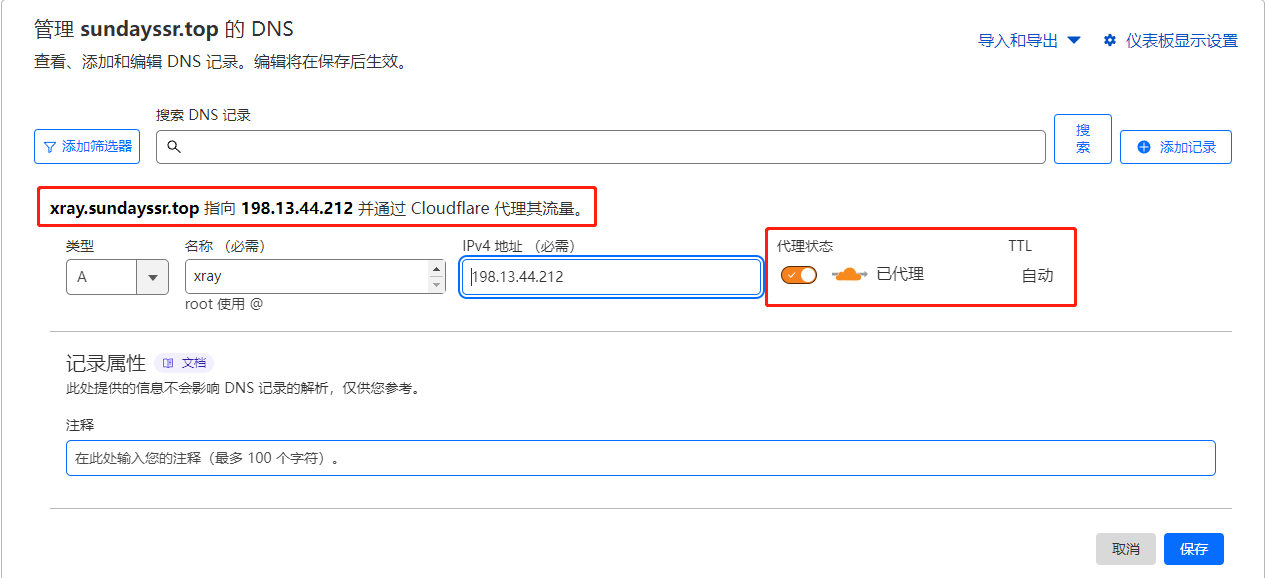 管理 sundayssr.top 的 DNS
导入和导出
仪表板显示设置
查看、添加和编辑 DNS 记录。编辑将在保存后生效。
搜索 DNS 记录
添加筛选器
搜
索
添加记录
xray.sundayssr.top 指向 198.13.44.212 并通过 Cloudflare 代理其流量。
类型
名称 （必需）
IPv4 地址 （必需）
代理状态
TTL
A
xray
198.13.44.212
已代理
自动
root 使用 @
记录属性
文档
此处提供的信息不会影响 DNS 记录的解析，仅供您参考。
注释
在此处输入您的注释（最多 100 个字符）。
取消
保存